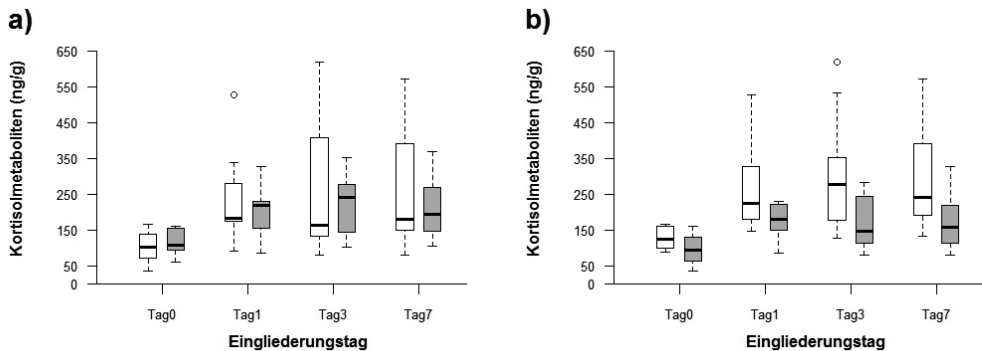 a)
Kortisolmetaboliten (ng/g)
650
550
450
350
250
150
50
0
Tag0 Tag1 Tag3 Tag7
Eingliederungstag
b)
Kortisolmetaboliten (ng/g)
650
550
450
350
250
150
50
0
Tag0 Tag1 Tag3 Tag7
Eingliederungstag